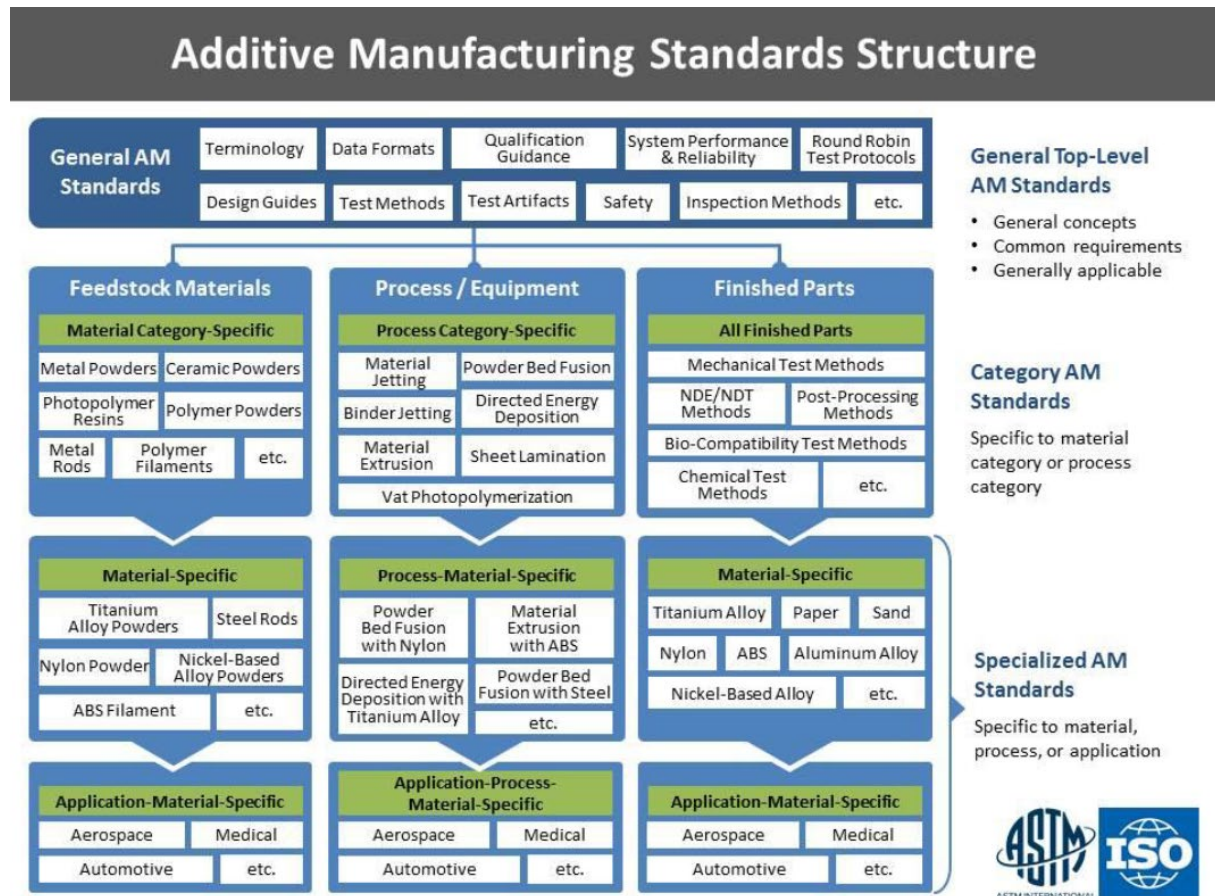 Additive Manufacturing Standards Structure
General AM
Standards
Terminology
Data Formats
Qualification
Guidance
System Performance
& Reliability
Round Robin
Test Protocols
Design Guides
Test Methods
Test Artifacts
Safety
Inspection Methods
etc.
General Top-Level
AM Standards
• General concepts
• Common requirements
• Generally applicable
Feedstock Materials
Material Category-Specific
Metal Powders
Ceramic Powders
Photopolymer
Resins
Polymer Powders
Metal
Rods
Polymer
Filaments
etc.
Process / Equipment
Process Category-Specific
Material
Jetting
Powder Bed Fusion
Binder Jetting
Directed Energy
Deposition
Material
Extrusion
Sheet Lamination
Vat Photopolymerization
Finished Parts
All Finished Parts
Mechanical Test Methods
NDE/NDT
Methods
Post-Processing
Methods
Bio-Compatibility Test Methods
Chemical Test
Methods
etc.
Category AM
Standards
Specific to material
category or process
category
Material-Specific
Titanium
Alloy Powders
Steel Rods
Nylon Powder
Nickel-Based
Alloy Powders
ABS Filament
etc.
Process-Material-Specific
Powder
Bed Fusion
with Nylon
Material
Extrusion
with ABS
Directed Energy
Deposition with
Titanium Alloy
Powder Bed
Fusion with Steel
etc.
Material-Specific
Titanium Alloy
Paper
Sand
Nylon
ABS
Aluminum Alloy
Nickel-Based Alloy
etc.
Specialized AM
Standards
Specific to material,
process, or application
Application-Material-Specific
Aerospace
Medical
Automotive
etc.
Application-Process-
Material-Specific
Aerospace
Medical
Automotive
etc.
Application-Material-Specific
Aerospace
Medical
Automotive
etc.
ASTM
ASTM INTERNATIONAL
ISO